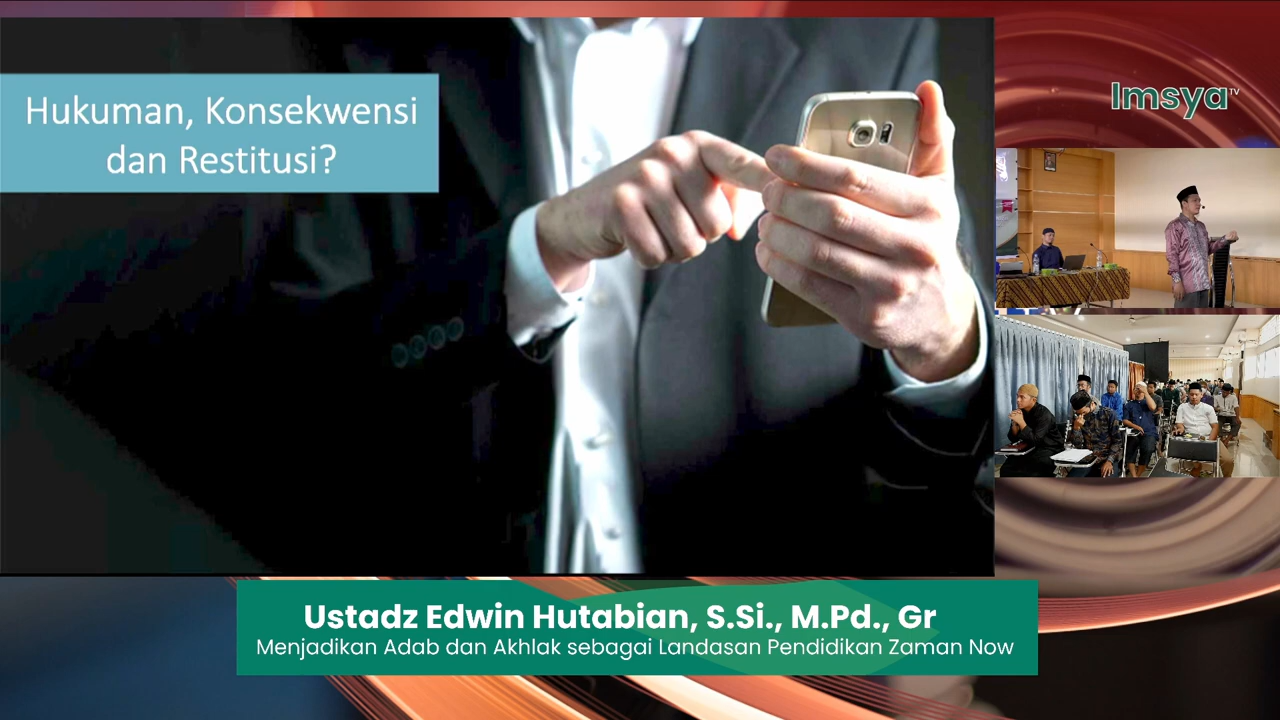 Hukuman, Konsekwensi
dan Restitusi?
Imsya TV
Ustadz Edwin Hutabian, S.Si., M.Pd., Gr
Menjadikan Adab dan Akhlak sebagai Landasan Pendidikan Zaman Now